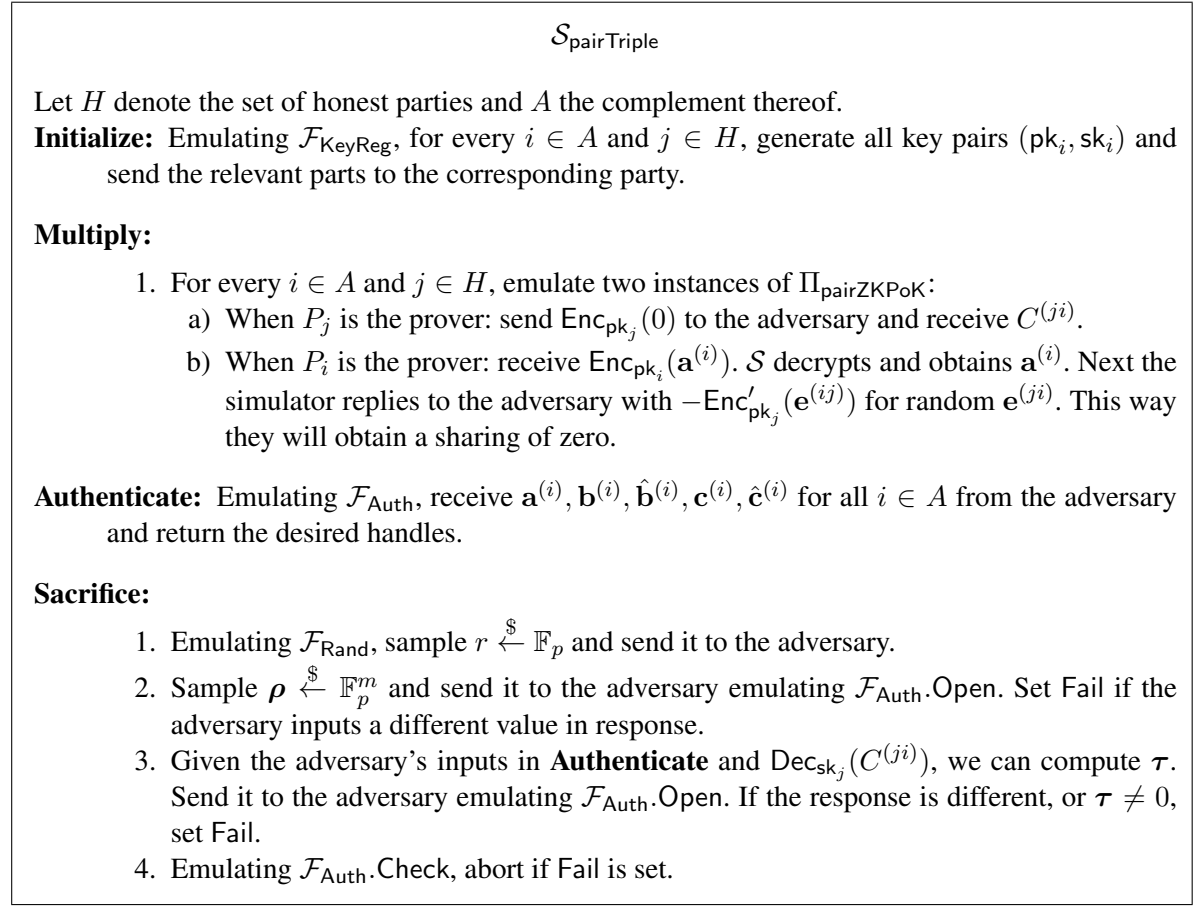 𝒮_pairTriple
Let H denote the set of honest parties and A the complement thereof.
Initialize: Emulating ℱ_KeyReg, for every i ∈ A and j ∈ H, generate all key pairs (pk_i, sk_i) and
send the relevant parts to the corresponding party.
Multiply:
1. For every i ∈ A and j ∈ H, emulate two instances of Π_pairZKPoK:
a) When P_j is the prover: send Enc_{pk_j}(0) to the adversary and receive C^{(ji)}.
b) When P_i is the prover: receive Enc_{pk_i}(a^{(i)}). 𝒮 decrypts and obtains a^{(i)}. Next the
simulator replies to the adversary with −Enc′_{pk_j}(e^{(ij)}) for random e^{(ji)}. This way
they will obtain a sharing of zero.
Authenticate: Emulating ℱ_Auth, receive a^{(i)}, b^{(i)}, b̂^{(i)}, c^{(i)}, ĉ^{(i)} for all i ∈ A from the adversary
and return the desired handles.
Sacrifice:
1. Emulating ℱ_Rand, sample r ←$ 𝔽_p and send it to the adversary.
2. Sample ρ ←$ 𝔽_p^m and send it to the adversary emulating ℱ_Auth.Open. Set Fail if the
adversary inputs a different value in response.
3. Given the adversary's inputs in Authenticate and Dec_{sk_j}(C^{(ji)}), we can compute τ.
Send it to the adversary emulating ℱ_Auth.Open. If the response is different, or τ ≠ 0,
set Fail.
4. Emulating ℱ_Auth.Check, abort if Fail is set.